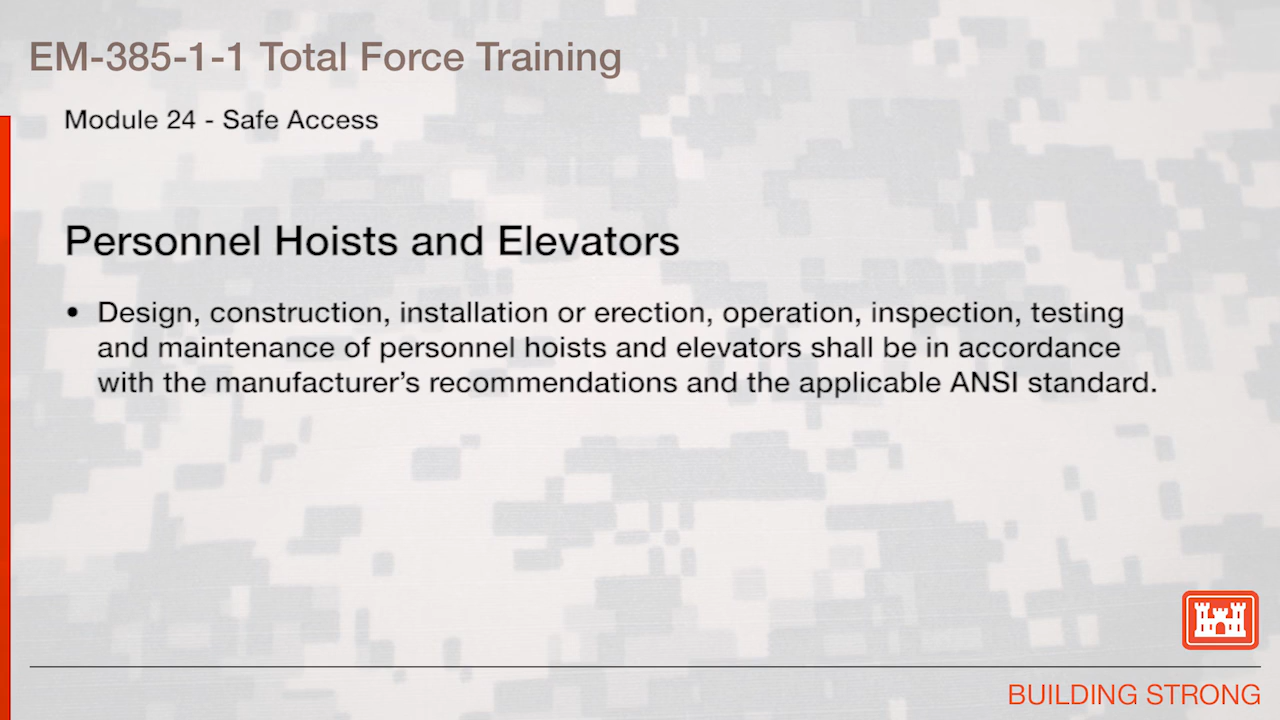 EM-385-1-1 Total Force Training
Module 24 - Safe Access
Personnel Hoists and Elevators
• Design, construction, installation or erection, operation, inspection, testing
and maintenance of personnel hoists and elevators shall be in accordance
with the manufacturer’s recommendations and the applicable ANSI standard.
BUILDING STRONG